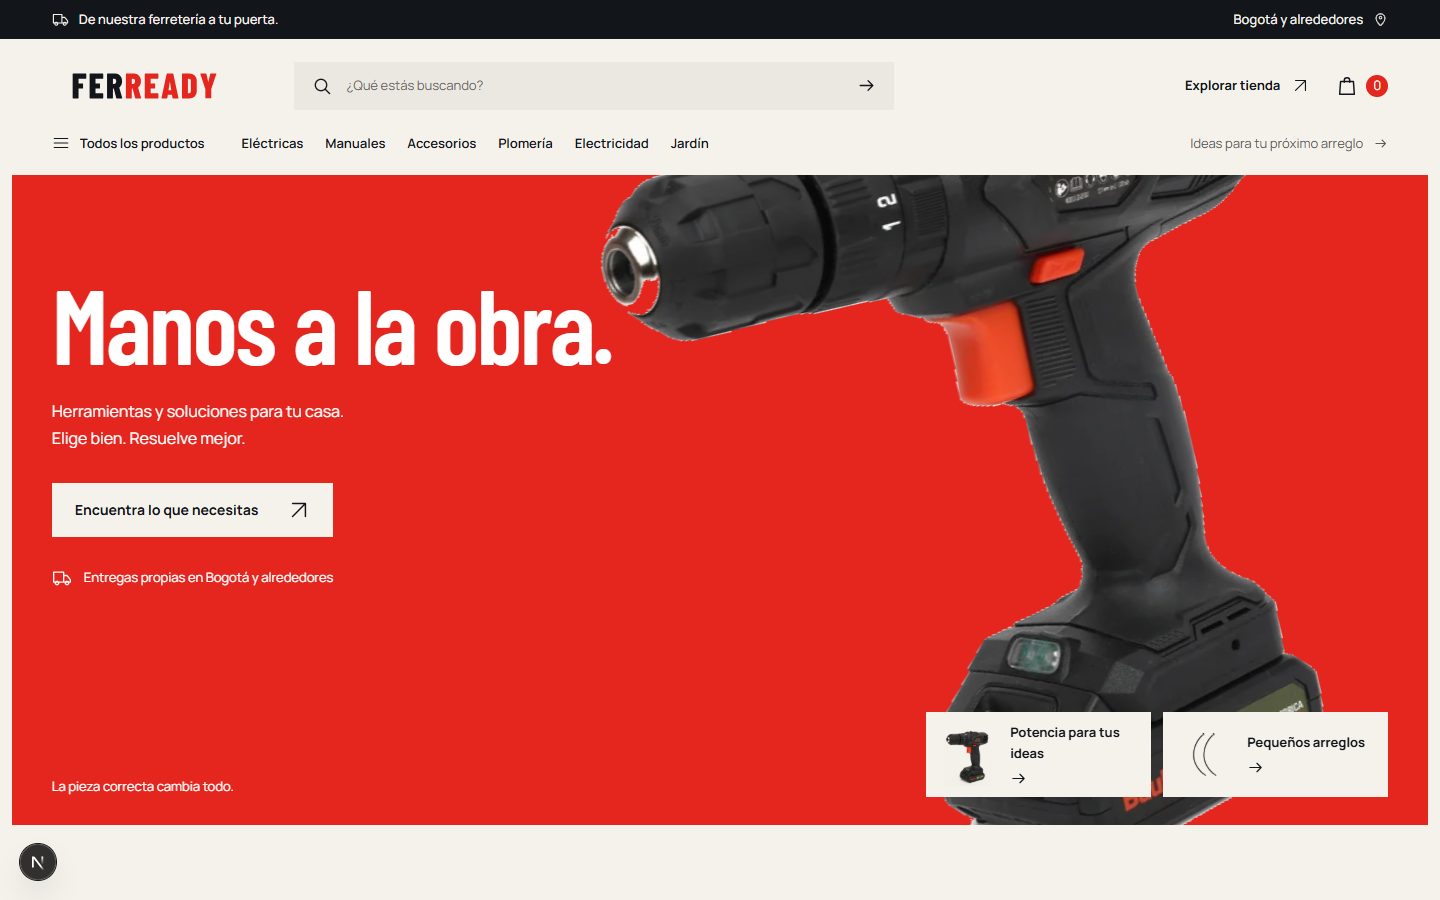 De nuestra ferretería a tu puerta.
Bogotá y alrededores
FERREADY
¿Qué estás buscando?
Explorar tienda
0
Todos los productos
Eléctricas
Manuales
Accesorios
Plomería
Electricidad
Jardín
Ideas para tu próximo arreglo
1 2
Manos a la obra.
Herramientas y soluciones para tu casa.
Elige bien. Resuelve mejor.
Encuentra lo que necesitas
Entregas propias en Bogotá y alrededores
Potencia para tus
ideas
Pequeños arreglos
La pieza correcta cambia todo.
N